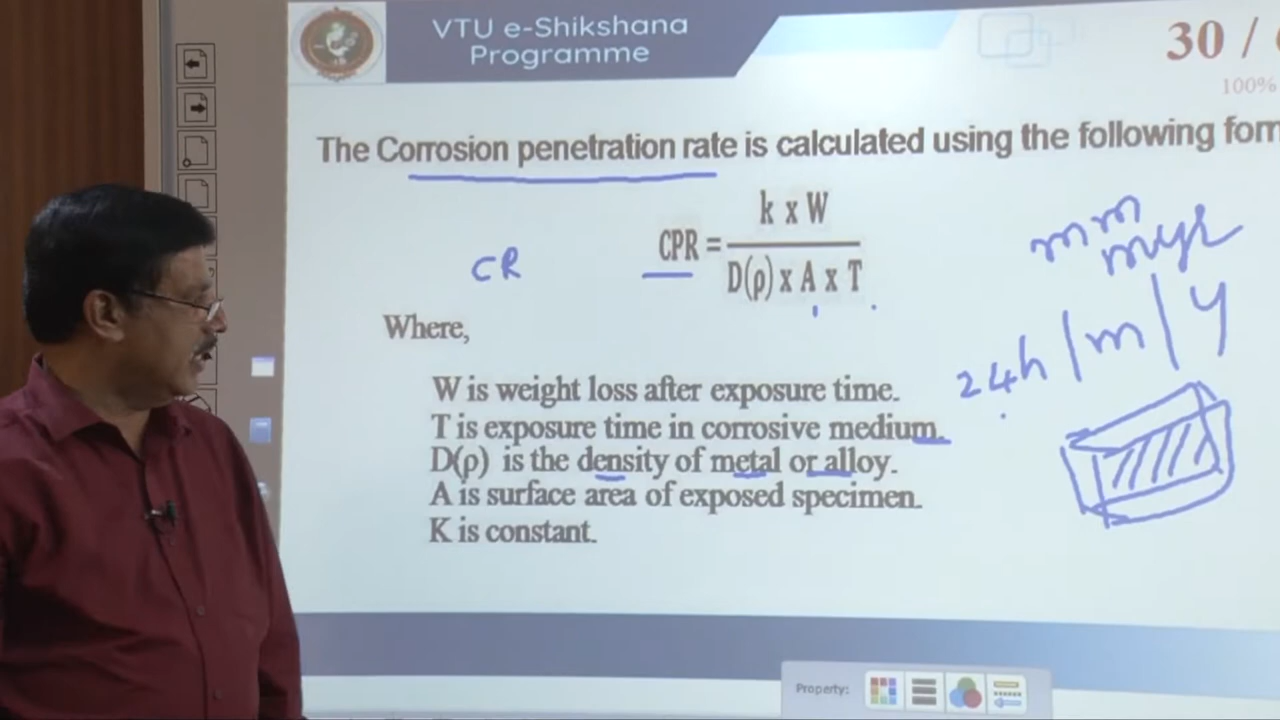 VTU e-Shikshana
Programme
30 /
100%
The Corrosion penetration rate is calculated using the following
CPR = k x W
D(ρ) x A x T
CR
mm
24h / m / y
Where,
W is weight loss after exposure time.
T is exposure time in corrosive medium.
D(ρ) is the density of metal or alloy.
A is surface area of exposed specimen.
K is constant.
Property: